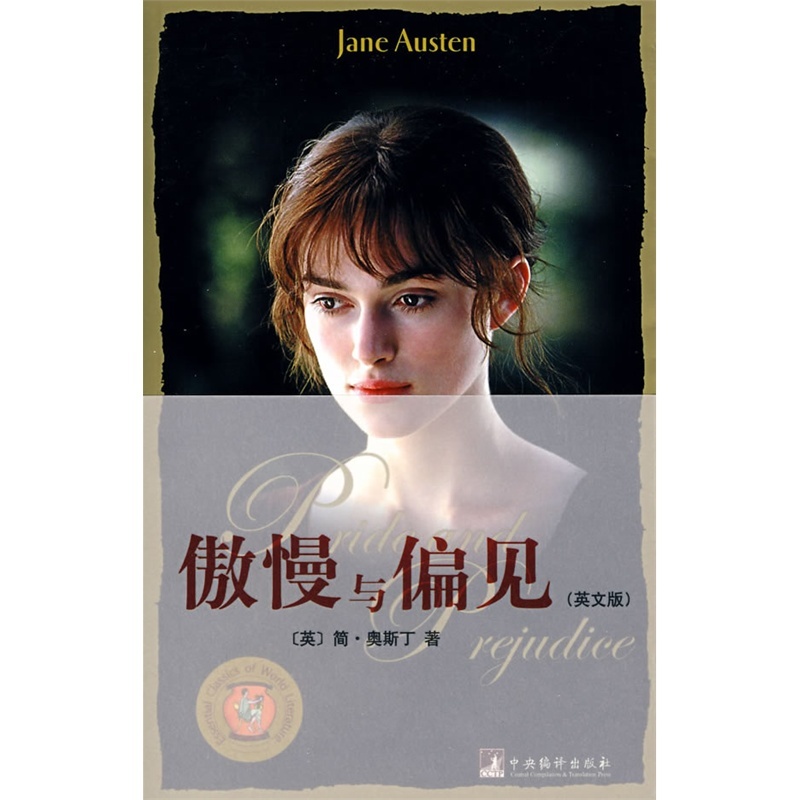 Jane Austen
Pride and
Prejudice
傲慢与偏见（英文版）
〔英〕简·奥斯丁 著
Essential Classics of World Literature
CCTP
中央编译出版社
Central Compilation & Translation Press